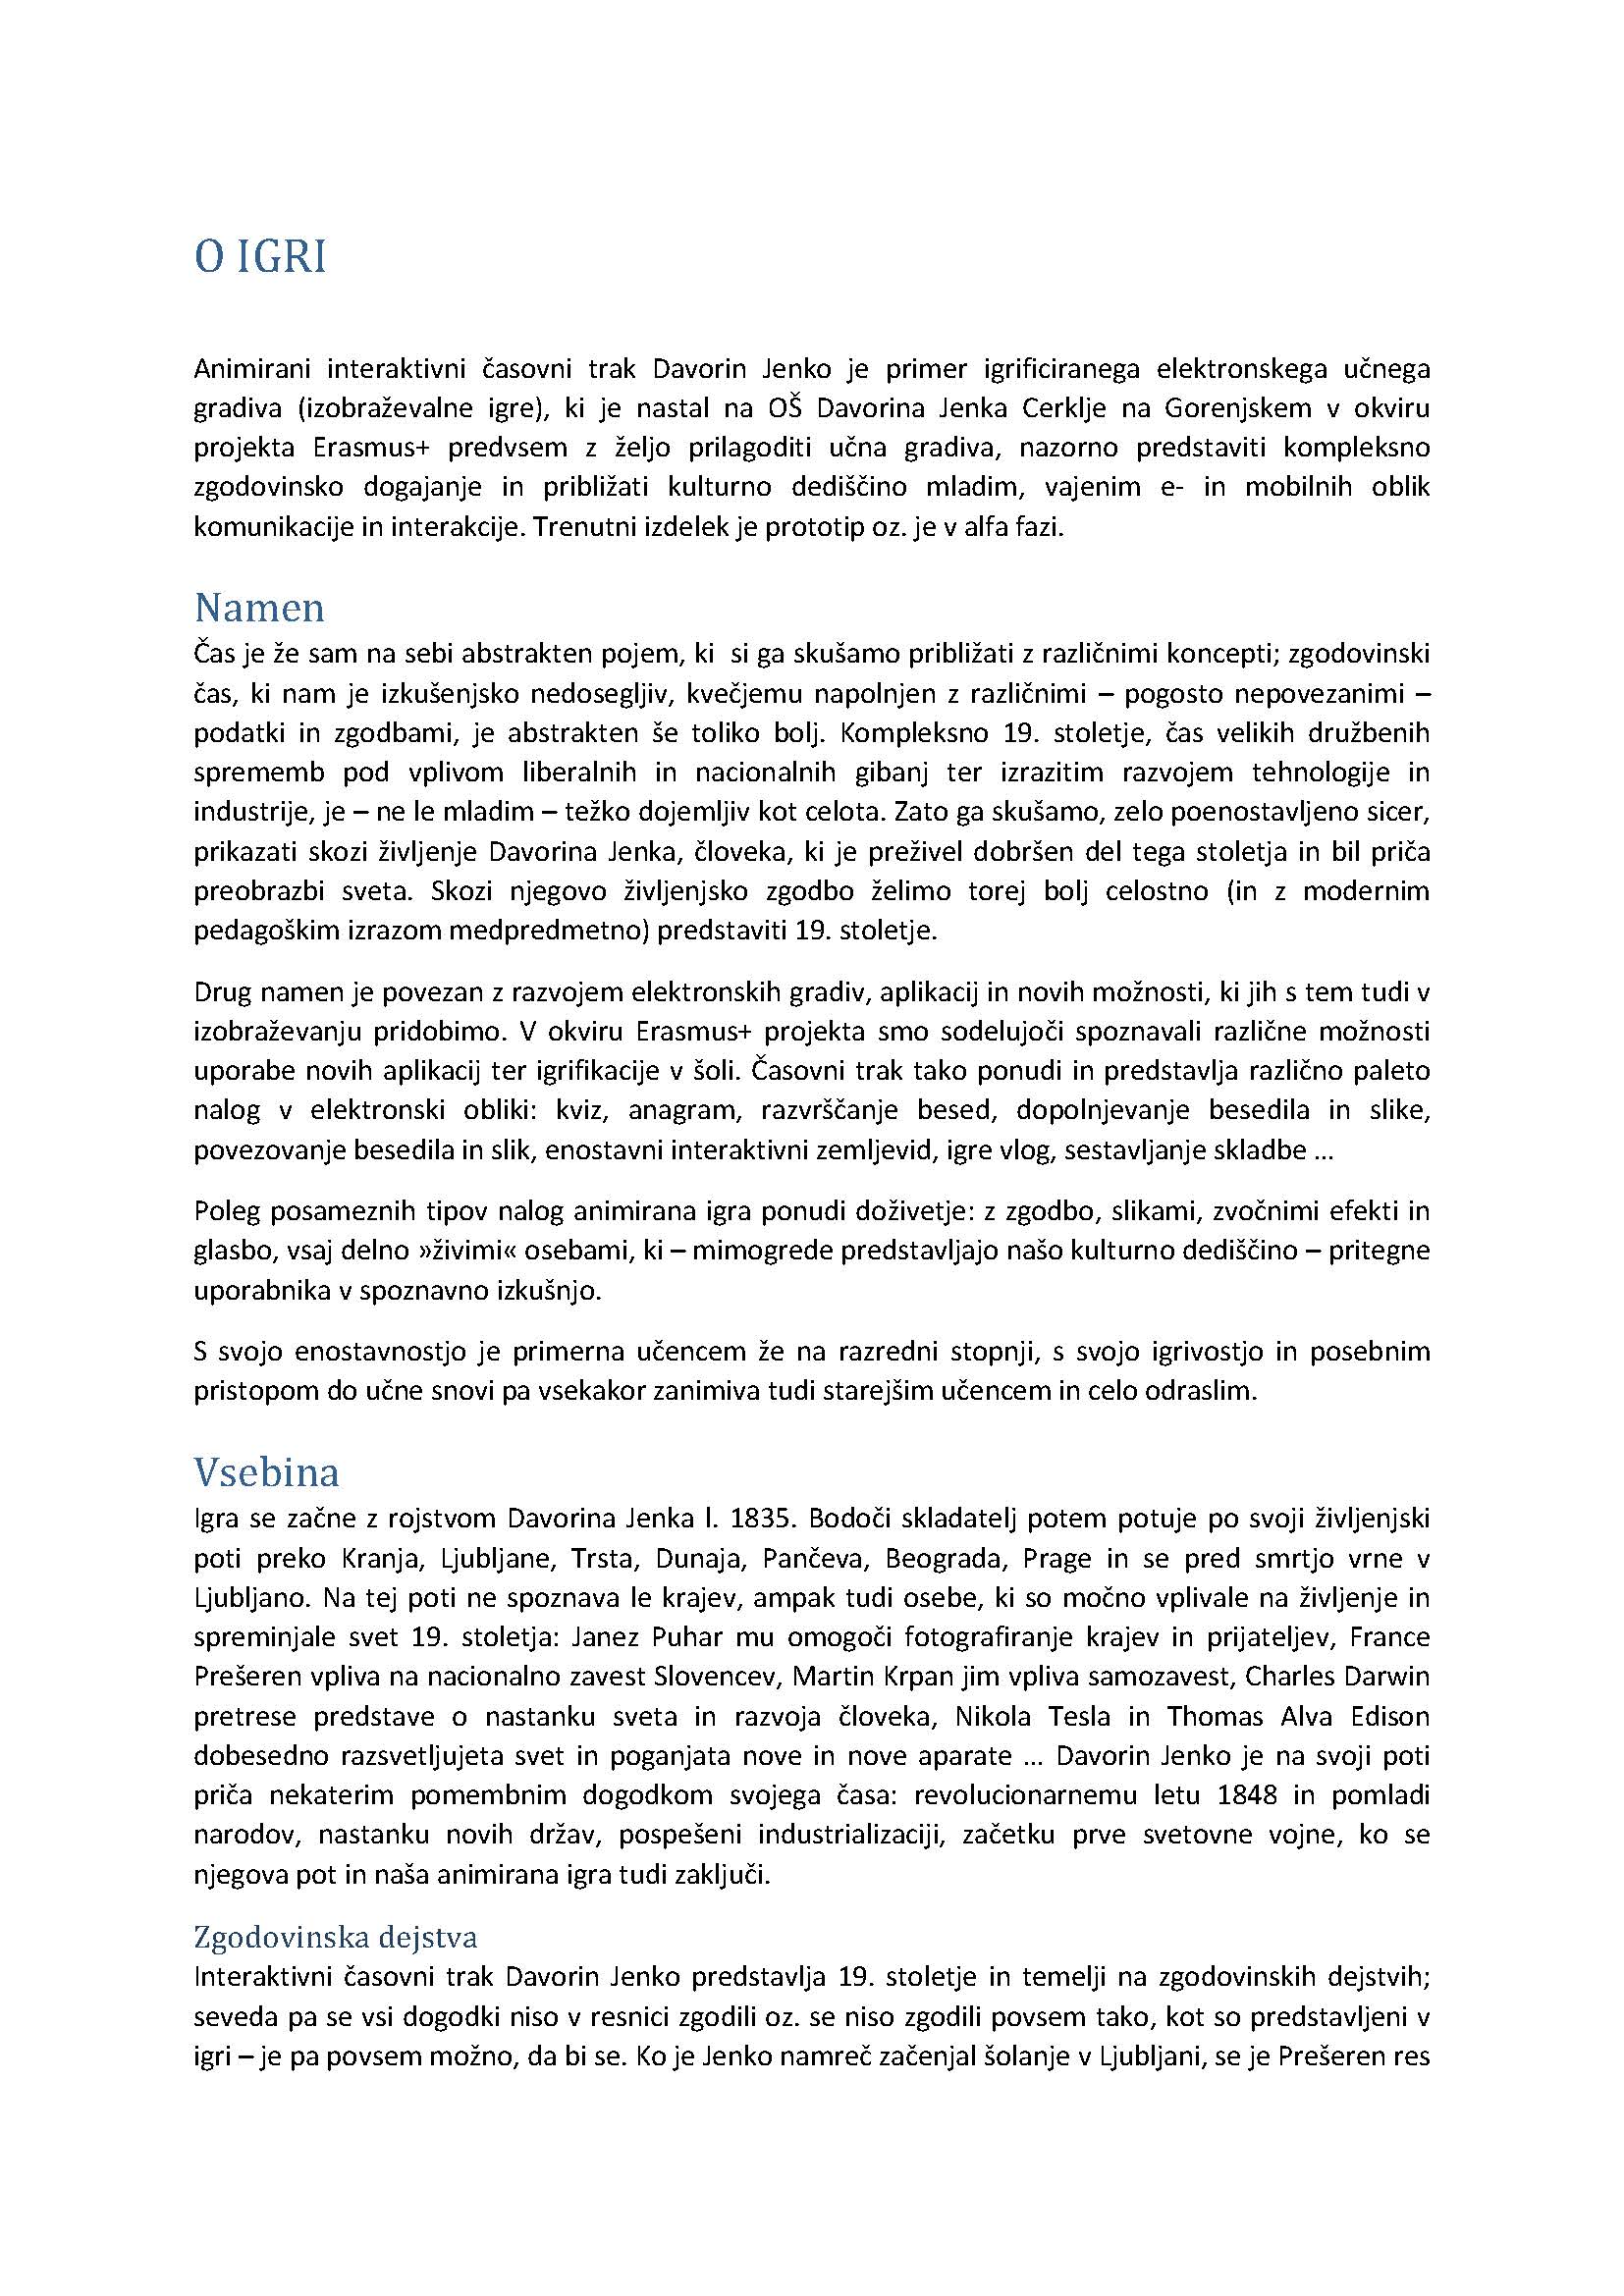 O IGRI
Animirani interaktivni časovni trak Davorin Jenko je primer igrificiranega elektronskega učnega
gradiva (izobraževalne igre), ki je nastal na OŠ Davorina Jenka Cerklje na Gorenjskem v okviru
projekta Erasmus+ predvsem z željo prilagoditi učna gradiva, nazorno predstaviti kompleksno
zgodovinsko dogajanje in približati kulturno dediščino mladim, vajenim e- in mobilnih oblik
komunikacije in interakcije. Trenutni izdelek je prototip oz. je v alfa fazi.
Namen
Čas je že sam na sebi abstrakten pojem, ki  si ga skušamo približati z različnimi koncepti; zgodovinski
čas, ki nam je izkušenjsko nedosegljiv, kvečjemu napolnjen z različnimi – pogosto nepovezanimi –
podatki in zgodbami, je abstrakten še toliko bolj. Kompleksno 19. stoletje, čas velikih družbenih
sprememb pod vplivom liberalnih in nacionalnih gibanj ter izrazitim razvojem tehnologije in
industrije, je – ne le mladim – težko dojemljiv kot celota. Zato ga skušamo, zelo poenostavljeno sicer,
prikazati skozi življenje Davorina Jenka, človeka, ki je preživel dobršen del tega stoletja in bil priča
preobrazbi sveta. Skozi njegovo življenjsko zgodbo želimo torej bolj celostno (in z modernim
pedagoškim izrazom medpredmetno) predstaviti 19. stoletje.
Drug namen je povezan z razvojem elektronskih gradiv, aplikacij in novih možnosti, ki jih s tem tudi v
izobraževanju pridobimo. V okviru Erasmus+ projekta smo sodelujoči spoznavali različne možnosti
uporabe novih aplikacij ter igrifikacije v šoli. Časovni trak tako ponudi in predstavlja različno paleto
nalog v elektronski obliki: kviz, anagram, razvrščanje besed, dopolnjevanje besedila in slike,
povezovanje besedila in slik, enostavni interaktivni zemljevid, igre vlog, sestavljanje skladbe …
Poleg posameznih tipov nalog animirana igra ponudi doživetje: z zgodbo, slikami, zvočnimi efekti in
glasbo, vsaj delno »živimi« osebami, ki – mimogrede predstavljajo našo kulturno dediščino – pritegne
uporabnika v spoznavno izkušnjo.
S svojo enostavnostjo je primerna učencem že na razredni stopnji, s svojo igrivostjo in posebnim
pristopom do učne snovi pa vsekakor zanimiva tudi starejšim učencem in celo odraslim.
Vsebina
Igra se začne z rojstvom Davorina Jenka l. 1835. Bodoči skladatelj potem potuje po svoji življenjski
poti preko Kranja, Ljubljane, Trsta, Dunaja, Pančeva, Beograda, Prage in se pred smrtjo vrne v
Ljubljano. Na tej poti ne spoznava le krajev, ampak tudi osebe, ki so močno vplivale na življenje in
spreminjale svet 19. stoletja: Janez Puhar mu omogoči fotografiranje krajev in prijateljev, France
Prešeren vpliva na nacionalno zavest Slovencev, Martin Krpan jim vpliva samozavest, Charles Darwin
pretrese predstave o nastanku sveta in razvoja človeka, Nikola Tesla in Thomas Alva Edison
dobesedno razsvetljujeta svet in poganjata nove in nove aparate … Davorin Jenko je na svoji poti
priča nekaterim pomembnim dogodkom svojega časa: revolucionarnemu letu 1848 in pomladi
narodov, nastanku novih držav, pospešeni industrializaciji, začetku prve svetovne vojne, ko se
njegova pot in naša animirana igra tudi zaključi.
Zgodovinska dejstva
Interaktivni časovni trak Davorin Jenko predstavlja 19. stoletje in temelji na zgodovinskih dejstvih;
seveda pa se vsi dogodki niso v resnici zgodili oz. se niso zgodili povsem tako, kot so predstavljeni v
igri – je pa povsem možno, da bi se. Ko je Jenko namreč začenjal šolanje v Ljubljani, se je Prešeren res